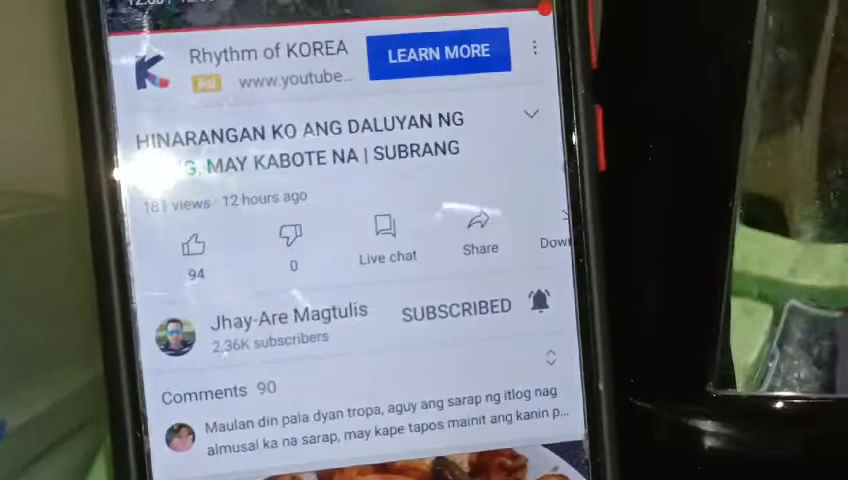 Rhythm of KOREA
LEARN MORE
Ad www.youtube...
HINARANGAN KO ANG DALUYAN NG
MAY KABOTE NA | SUBRANG
181 views · 12 hours ago
94
0
Live chat
Share
Down
Jhay-Are Magtulis
SUBSCRIBED
2.36K subscribers
Comments 90
Maulan din pala dyan tropa, aguy ang sarap ng itlog nag
almusal ka na sarap, may kape tapos mainit ang kanin p...